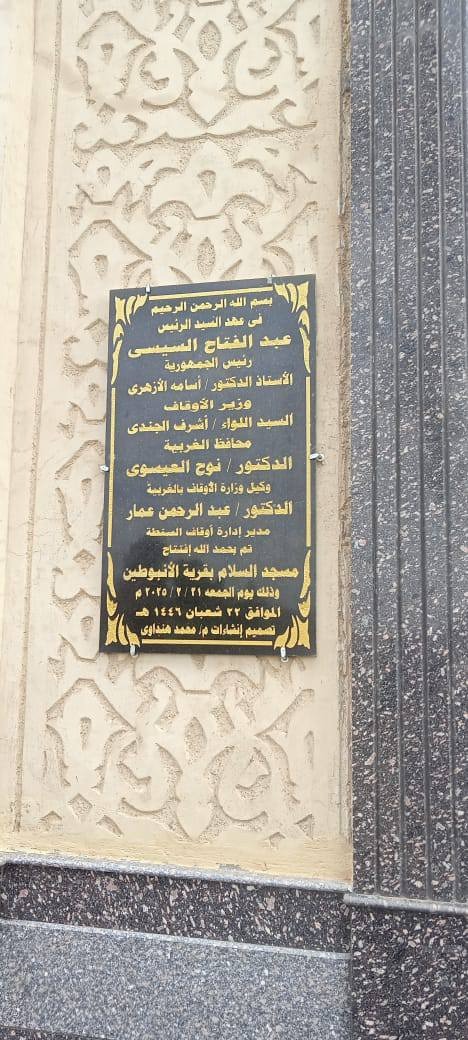 بسم الله الرحمن الرحيم
فى عهد السيد الرئيس
عبد الفتاح السيسى
رئيس الجمهورية
الأستاذ الدكتور / أسامه الأزهرى
وزير الأوقاف
السيد اللواء / أشرف الجندى
محافظ الغربية
الدكتور / نوح العيسوى
وكيل وزارة الأوقاف بالغربية
الدكتور / عبد الرحمن عمار
مدير إدارة أوقاف السنطة
تم بحمد الله إفتتاح
مسجد السلام بقرية الأنبوطين
وذلك يوم الجمعه ٢١ / ٢ / ٢٠٢٥ م
الموافق ٢٢ شعبان ١٤٤٦ هـ
تصميم إنشاءات م/ محمد هنداوى